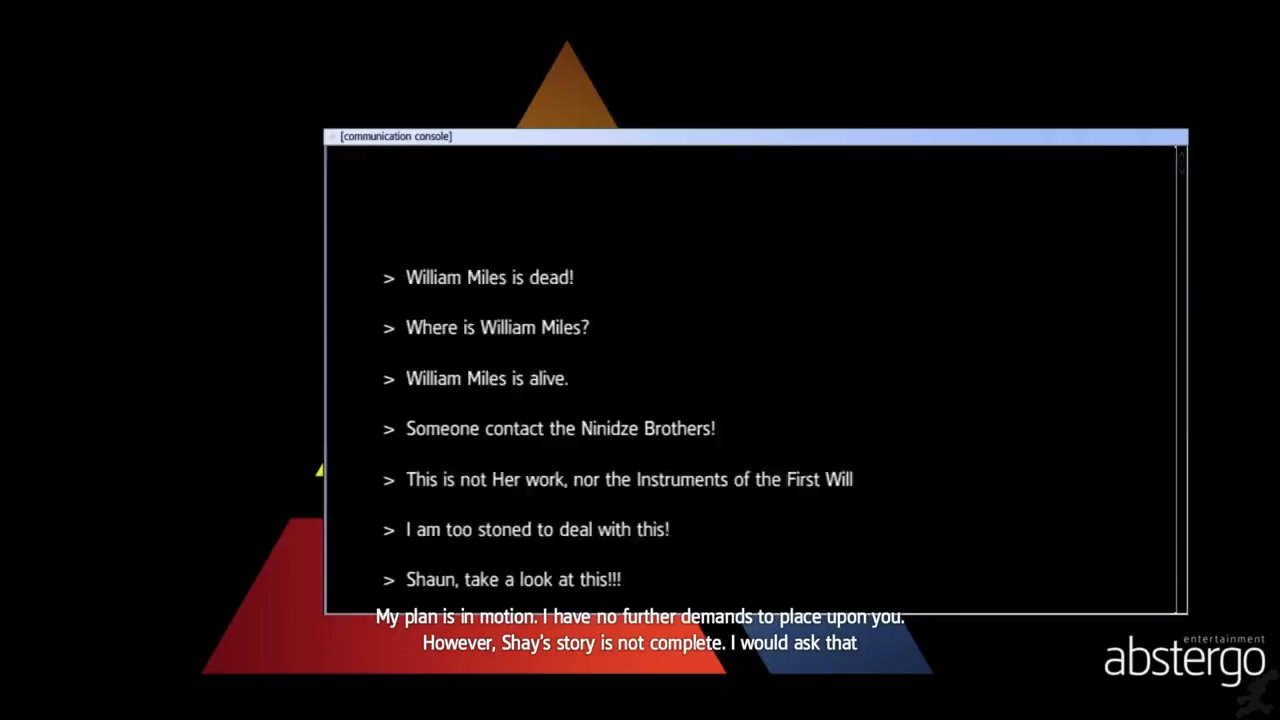 [communication console]
> William Miles is dead!
> Where is William Miles?
> William Miles is alive.
> Someone contact the Ninidze Brothers!
> This is not Her work, nor the Instruments of the First Will
> I am too stoned to deal with this!
> Shaun, take a look at this!!!
My plan is in motion. I have no further demands to place upon you.
However, Shay's story is not complete. I would ask that
entertainment
abstergo